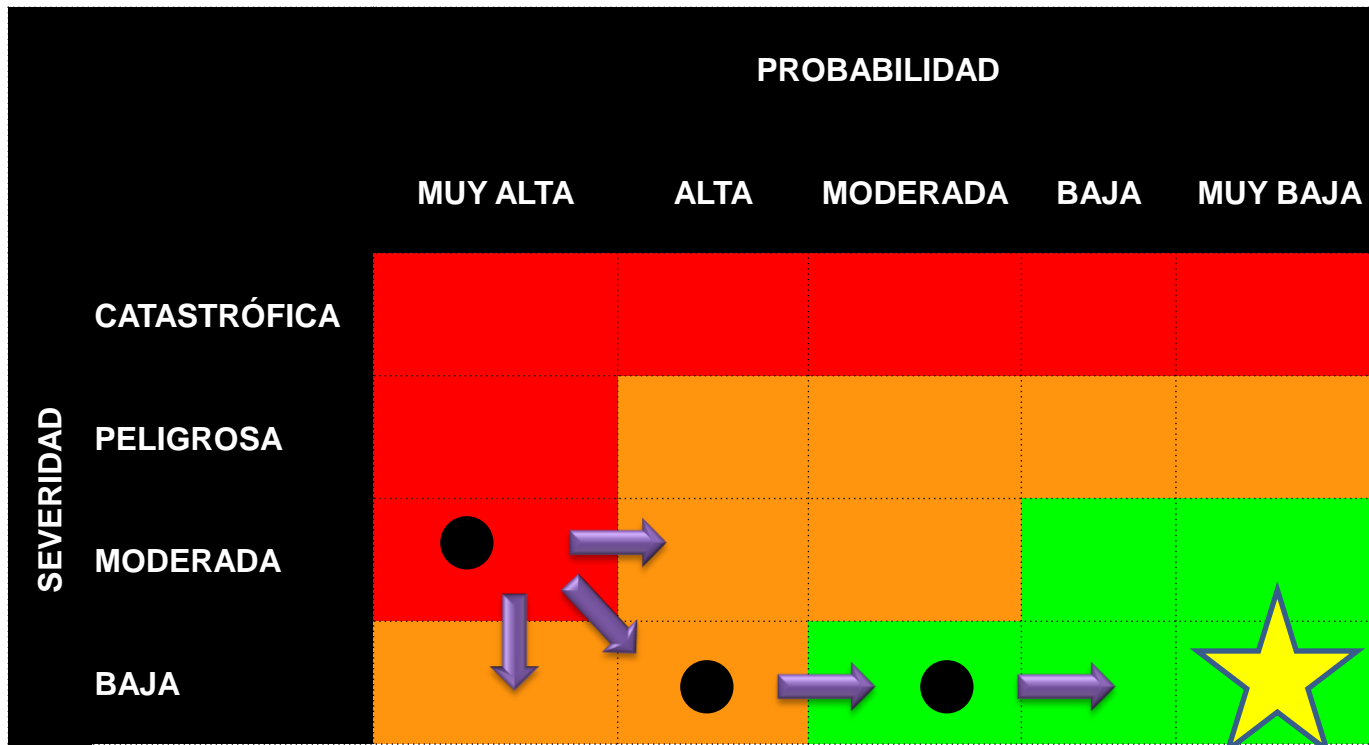 PROBABILIDAD
MUY ALTA ALTA MODERADA BAJA MUY BAJA
SEVERIDAD
CATASTRÓFICA
PELIGROSA
MODERADA
BAJA